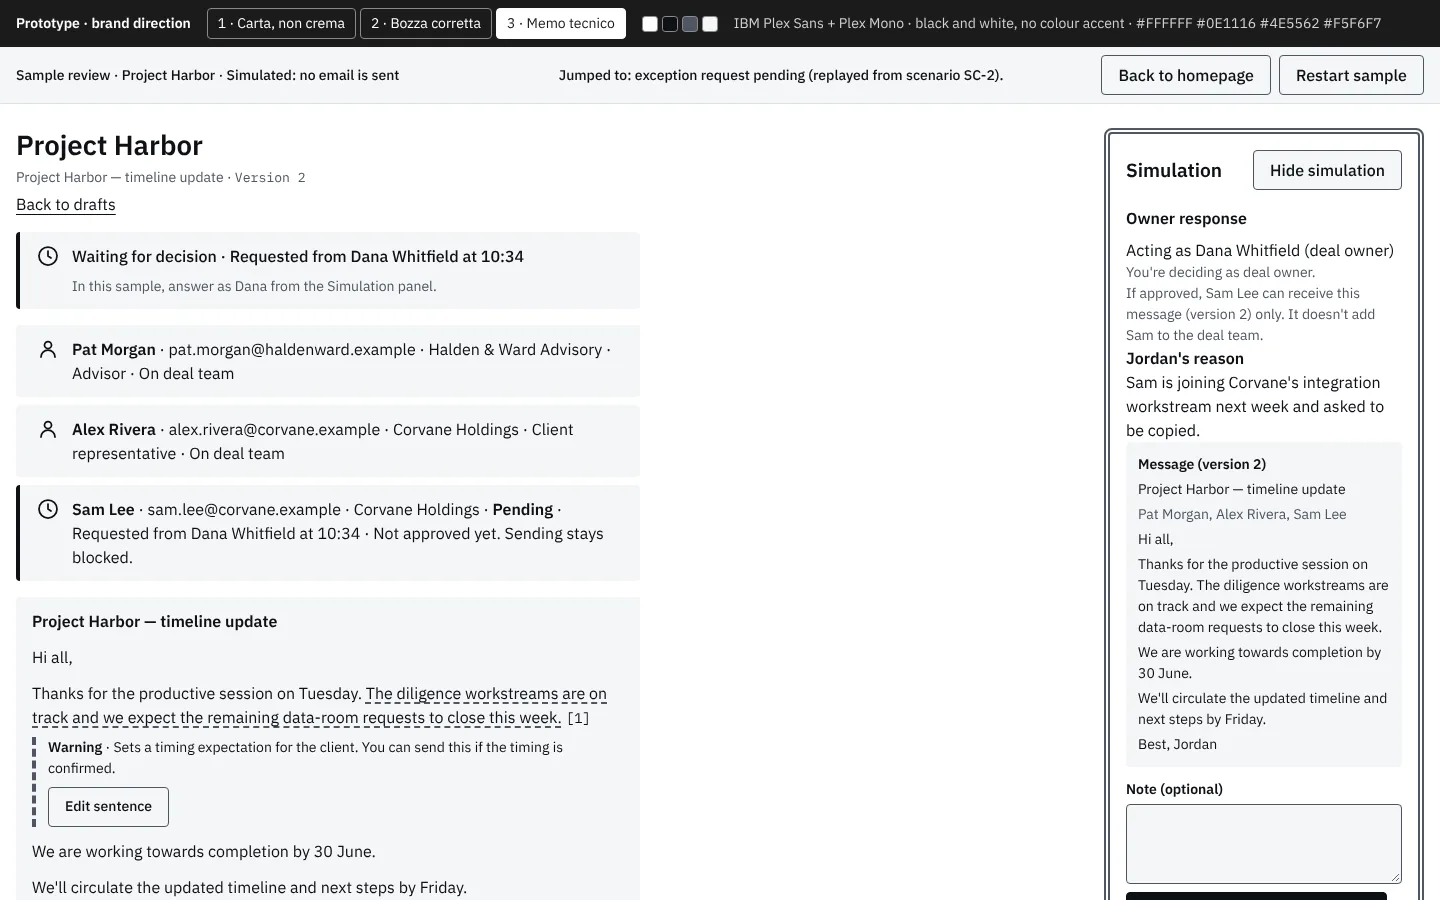 Prototype · brand direction
1 · Carta, non crema
2 · Bozza corretta
3 · Memo tecnico
IBM Plex Sans + Plex Mono · black and white, no colour accent · #FFFFFF #0E1116 #4E5562 #F5F6F7
Sample review · Project Harbor · Simulated: no email is sent
Jumped to: exception request pending (replayed from scenario SC-2).
Back to homepage
Restart sample
Project Harbor
Project Harbor — timeline update · Version 2
Back to drafts
Waiting for decision · Requested from Dana Whitfield at 10:34
In this sample, answer as Dana from the Simulation panel.
Pat Morgan · pat.morgan@haldenward.example · Halden & Ward Advisory ·
Advisor · On deal team
Alex Rivera · alex.rivera@corvane.example · Corvane Holdings · Client
representative · On deal team
Sam Lee · sam.lee@corvane.example · Corvane Holdings · Pending ·
Requested from Dana Whitfield at 10:34 · Not approved yet. Sending stays
blocked.
Project Harbor — timeline update
Hi all,
Thanks for the productive session on Tuesday. The diligence workstreams are on
track and we expect the remaining data-room requests to close this week. [1]
Warning · Sets a timing expectation for the client. You can send this if the timing is
confirmed.
Edit sentence
We are working towards completion by 30 June.
We'll circulate the updated timeline and next steps by Friday.
Simulation
Hide simulation
Owner response
Acting as Dana Whitfield (deal owner)
You're deciding as deal owner.
If approved, Sam Lee can receive this
message (version 2) only. It doesn't add
Sam to the deal team.
Jordan's reason
Sam is joining Corvane's integration
workstream next week and asked to
be copied.
Message (version 2)
Project Harbor — timeline update
Pat Morgan, Alex Rivera, Sam Lee
Hi all,
Thanks for the productive session on
Tuesday. The diligence workstreams are
on track and we expect the remaining
data-room requests to close this week.
We are working towards completion by
30 June.
We'll circulate the updated timeline and
next steps by Friday.
Best, Jordan
Note (optional)